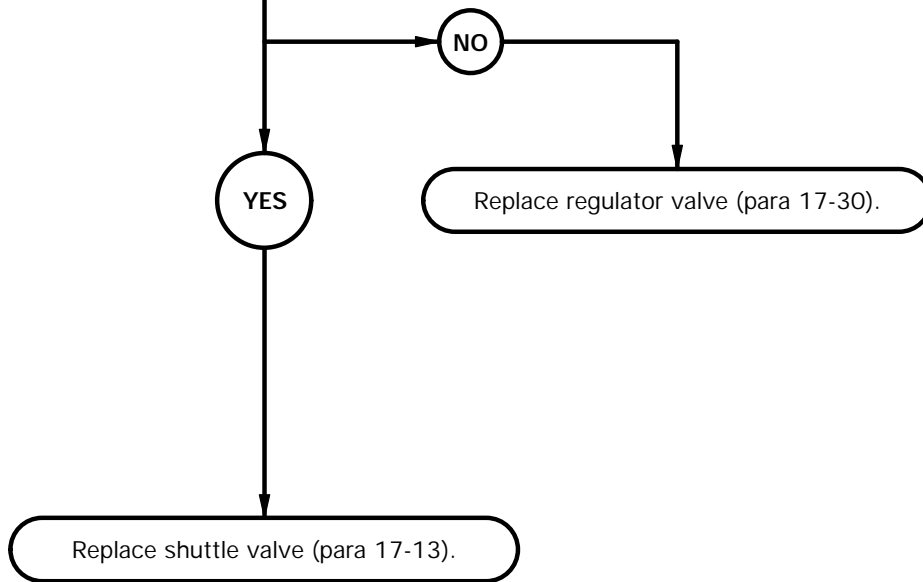 NO
YES
Replace regulator valve (para 17-30).
Replace shuttle valve (para 17-13).